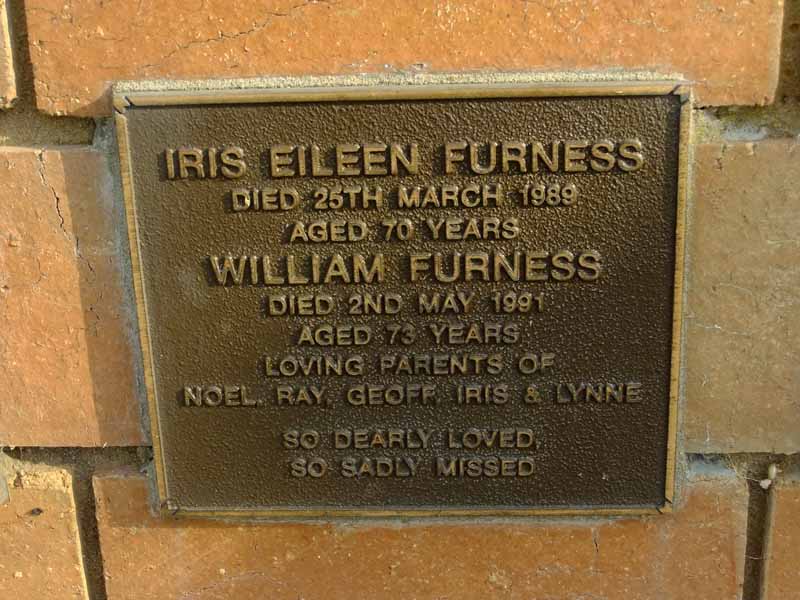 IRIS EILEEN FURNESS
DIED 25TH MARCH 1989
AGED 70 YEARS
WILLIAM FURNESS
DIED 2ND MAY 1991
AGED 73 YEARS
LOVING PARENTS OF
NOEL, RAY, GEOFF, IRIS & LYNNE
SO DEARLY LOVED,
SO SADLY MISSED